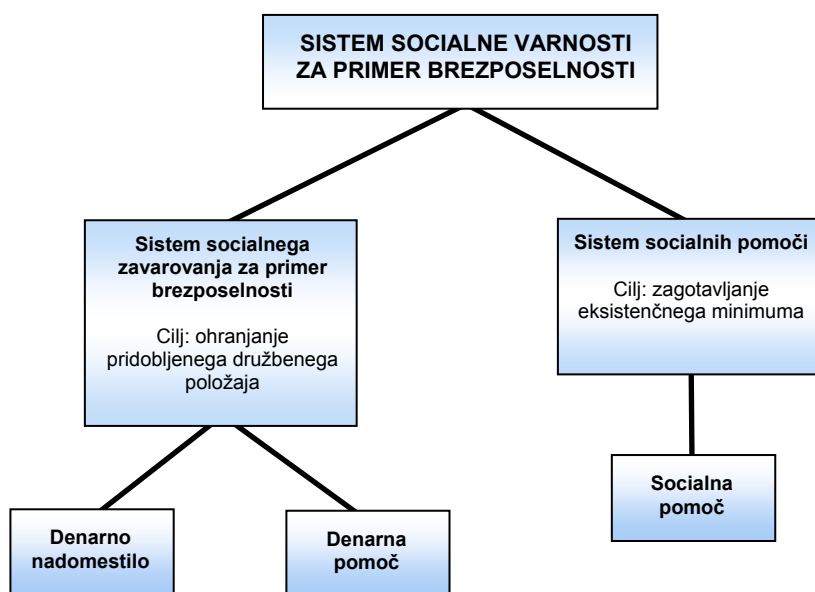 SISTEM SOCIALNE VARNOSTI
ZA PRIMER BREZPOSELNOSTI
Sistem socialnega
zavarovanja za primer
brezposelnosti
Cilj: ohranjanje
pridobljenega družbenega
položaja
Sistem socialnih pomoči
Cilj: zagotavljanje
eksistenčnega minimuma
Denarno
nadomestilo
Denarna
pomoč
Socialna
pomoč